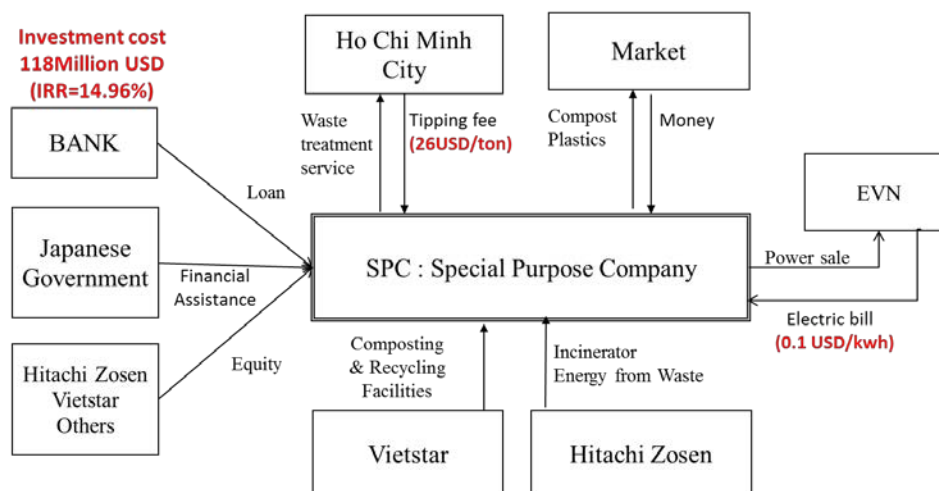 Investment cost
118Million USD
(IRR=14.96%)
BANK
Japanese
Government
Hitachi Zosen
Vietstar
Others
Loan
Financial
Assistance
Equity
Ho Chi Minh
City
Waste
treatment
service
Tipping fee
(26USD/ton)
Market
Compost
Plastics
Money
SPC : Special Purpose Company
EVN
Power sale
Electric bill
(0.1 USD/kwh)
Composting
& Recycling
Facilities
Incinerator
Energy from Waste
Vietstar
Hitachi Zosen